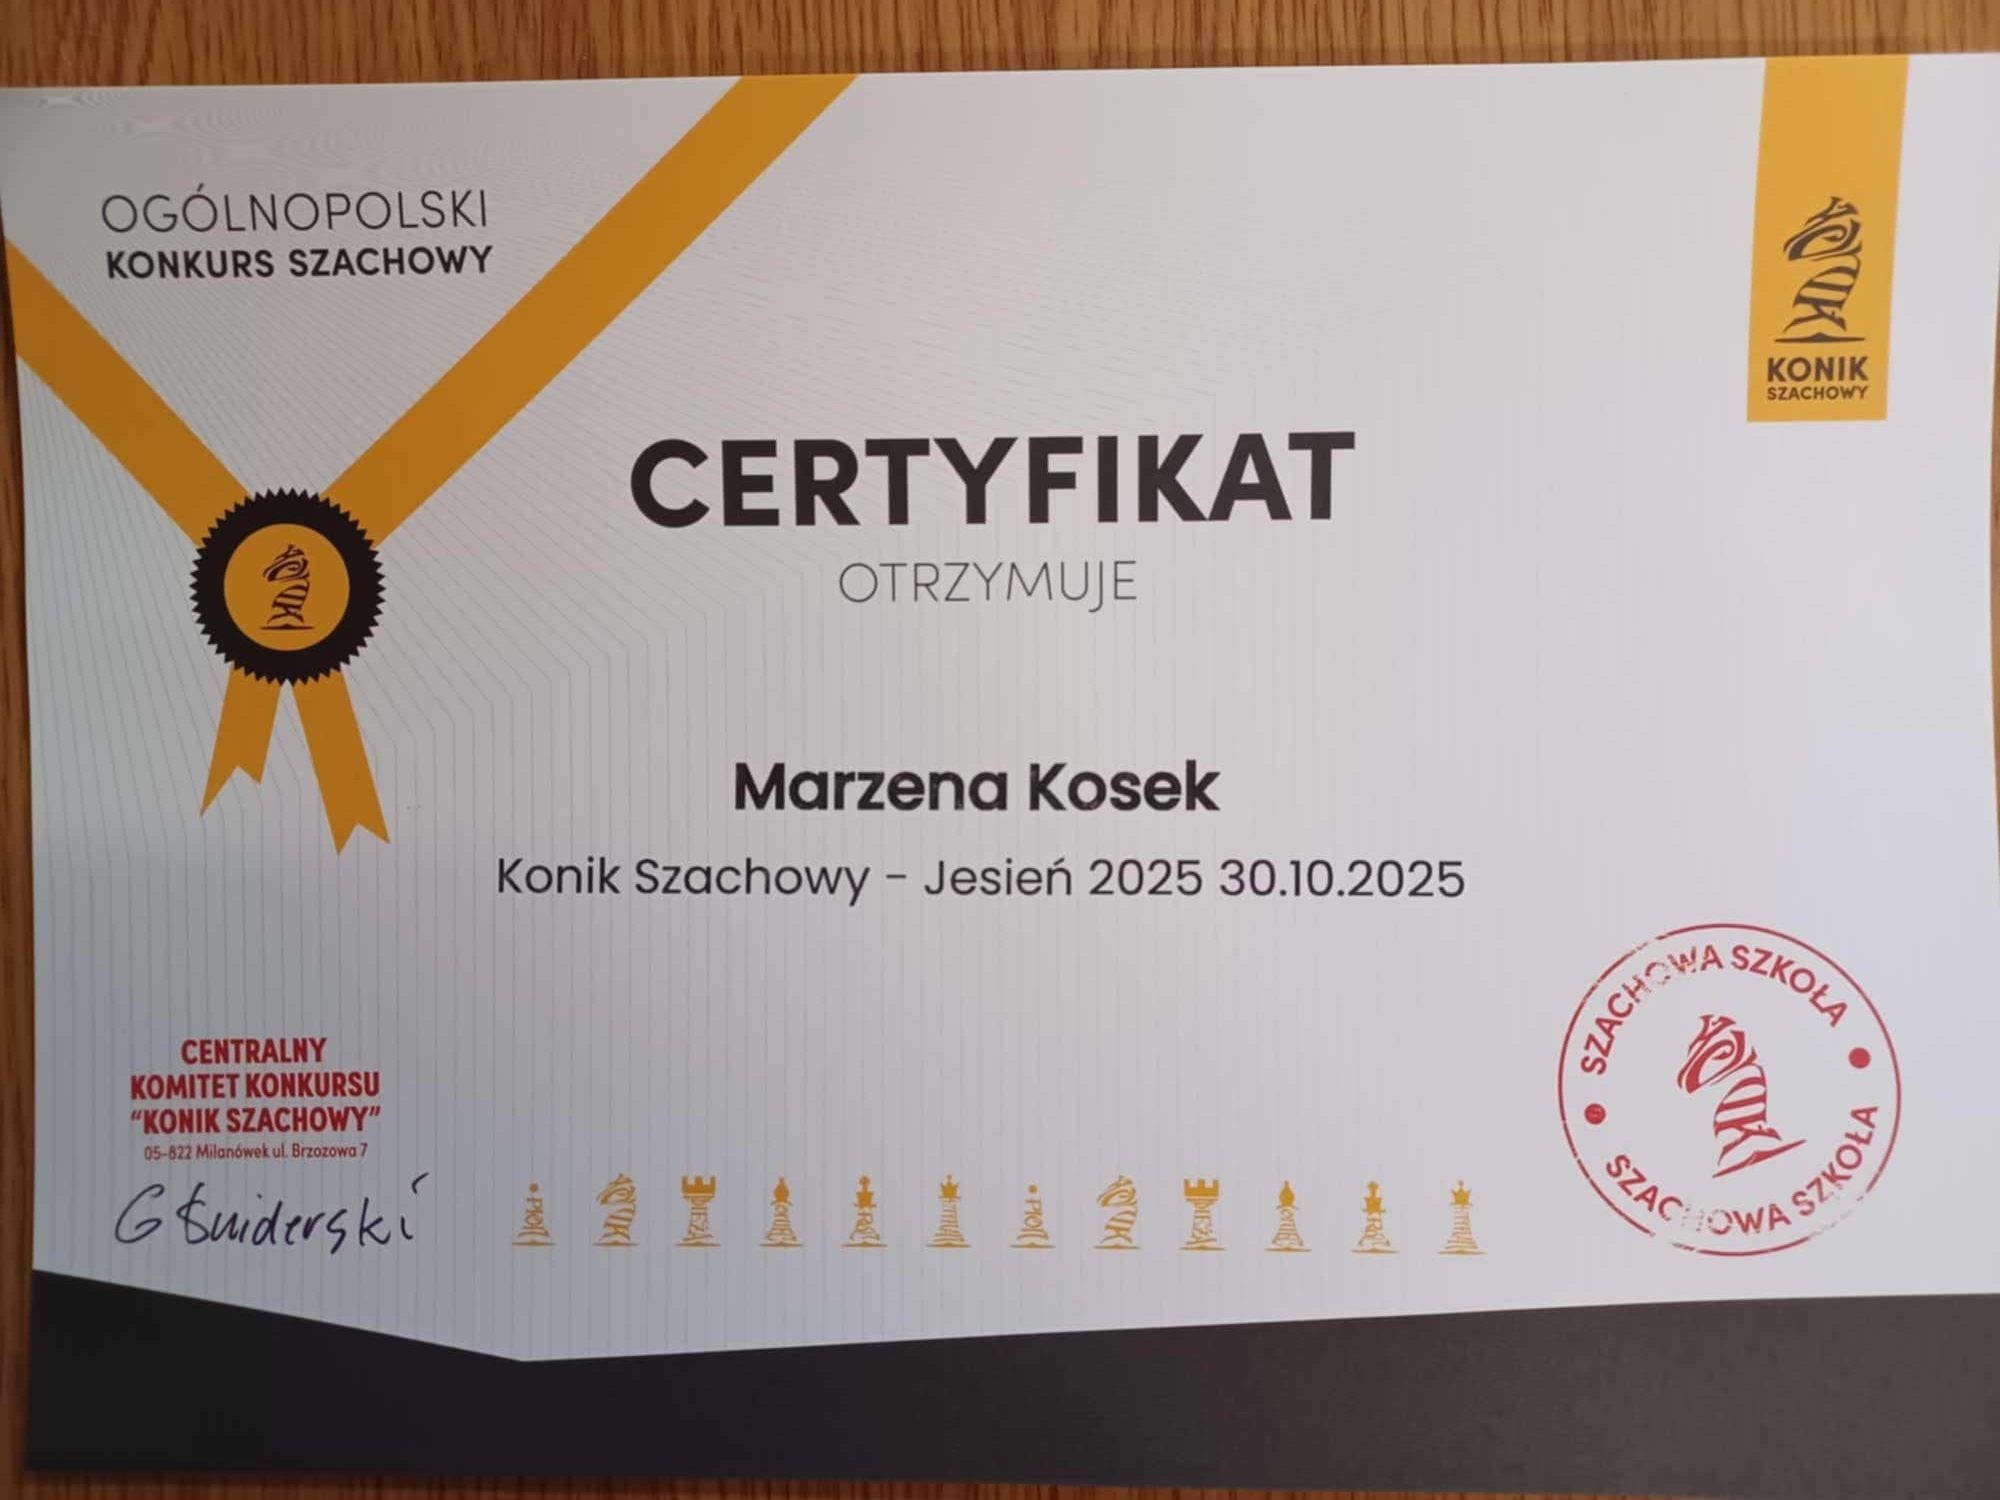 OGÓLNOPOLSKI
KONKURS SZACHOWY
KONIK
SZACHOWY
CERTYFIKAT
OTRZYMUJE
Marzena Kosek
Konik Szachowy - Jesień 2025 30.10.2025
CENTRALNY
KOMITET KONKURSU
“KONIK SZACHOWY”
05-822 Milanówek ul. Brzozowa 7
SZACHOWA SZKOŁA
SZACHOWA SZKOŁA